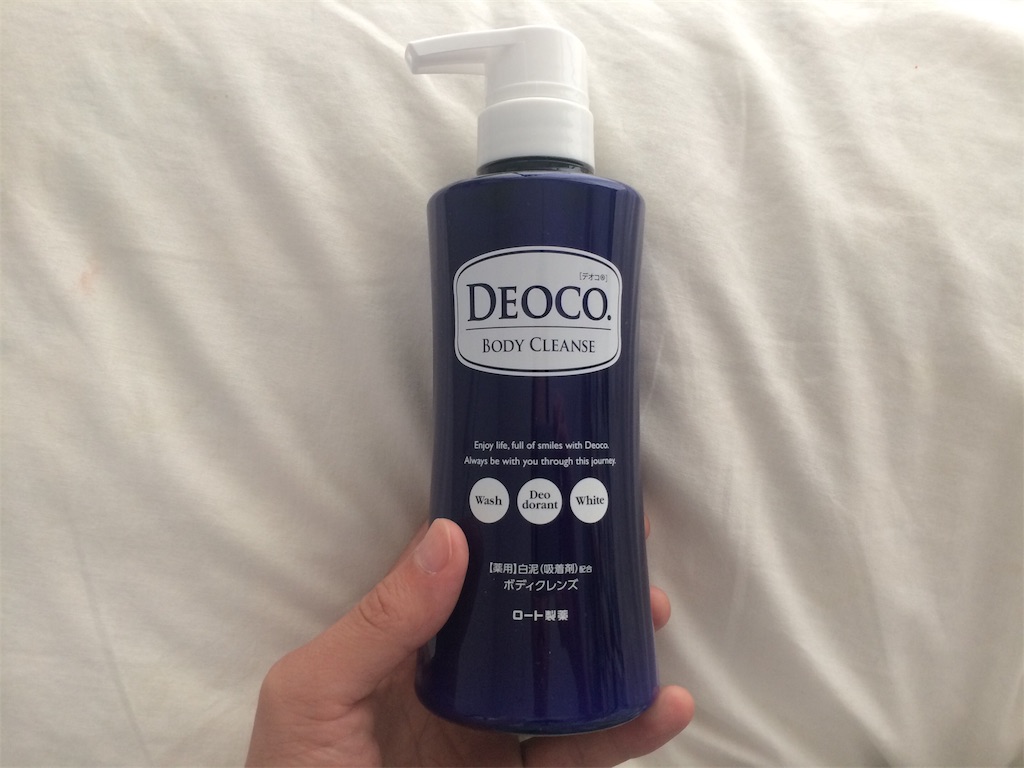 [デオコ®]
DEOCO.
BODY CLEANSE
Enjoy life, full of smiles with Deoco.
Always be with you through this journey.
Wash Deo dorant White
【薬用】白泥(吸着剤)配合
ボディクレンズ
ロート製薬